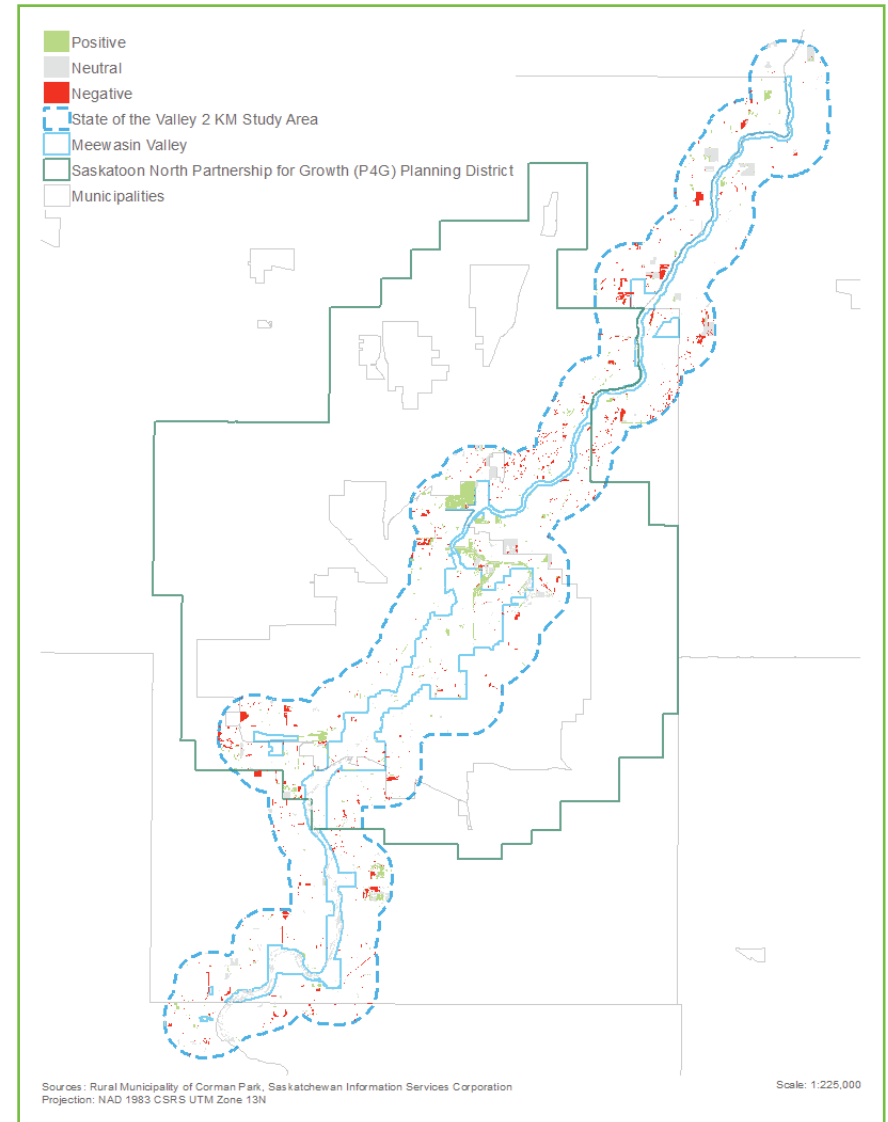 Positive
Neutral
Negative
State of the Valley 2 KM Study Area
Meewasin Valley
Saskatoon North Partnership for Growth (P4G) Planning District
Municipalities
Sources: Rural Municipality of Corman Park, Saskatchewan Information Services Corporation
Projection: NAD 1983 CSRS UTM Zone 13N
Scale: 1:225,000